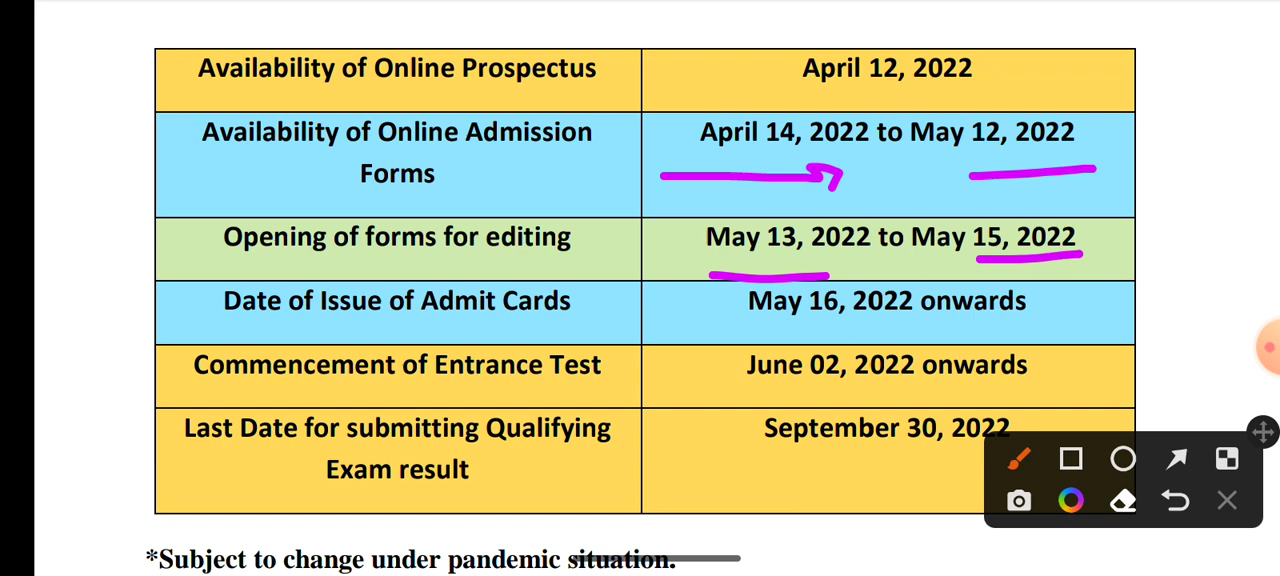 Availability of Online Prospectus
April 12, 2022
Availability of Online Admission
Forms
April 14, 2022 to May 12, 2022
Opening of forms for editing
May 13, 2022 to May 15, 2022
Date of Issue of Admit Cards
May 16, 2022 onwards
Commencement of Entrance Test
June 02, 2022 onwards
Last Date for submitting Qualifying
Exam result
September 30, 2022
*Subject to change under pandemic situation.